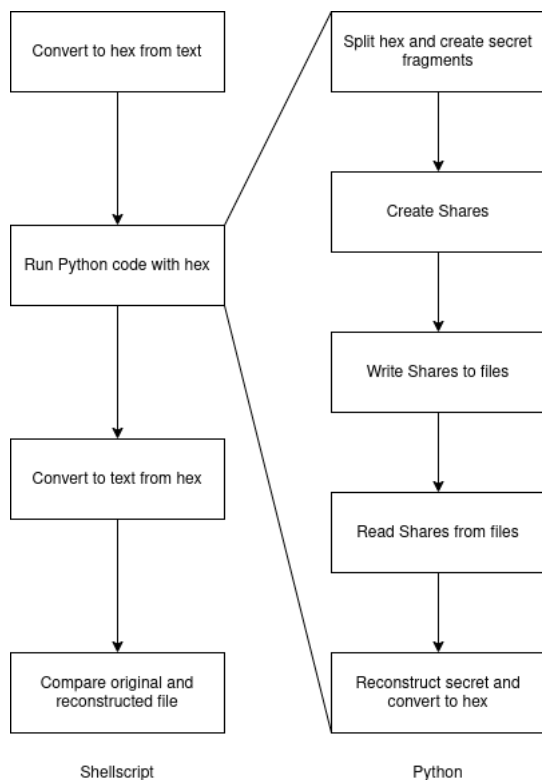 Convert to hex from text
Run Python code with hex
Convert to text from hex
Compare original and
reconstructed file
Shellscript
Split hex and create secret
fragments
Create Shares
Write Shares to files
Read Shares from files
Reconstruct secret and
convert to hex
Python